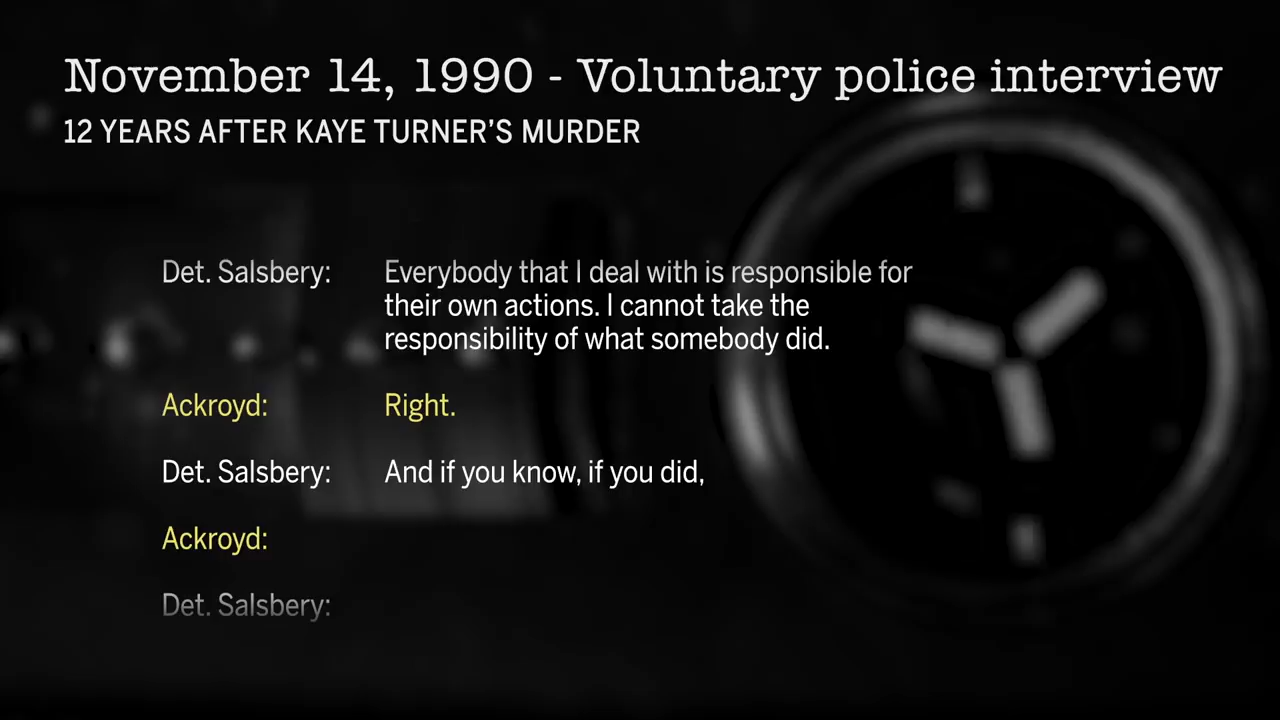 November 14, 1990 - Voluntary police interview
12 YEARS AFTER KAYE TURNER'S MURDER
Det. Salsbery: Everybody that I deal with is responsible for
their own actions. I cannot take the
responsibility of what somebody did.
Ackroyd: Right.
Det. Salsbery: And if you know, if you did,
Ackroyd:
Det. Salsbery: